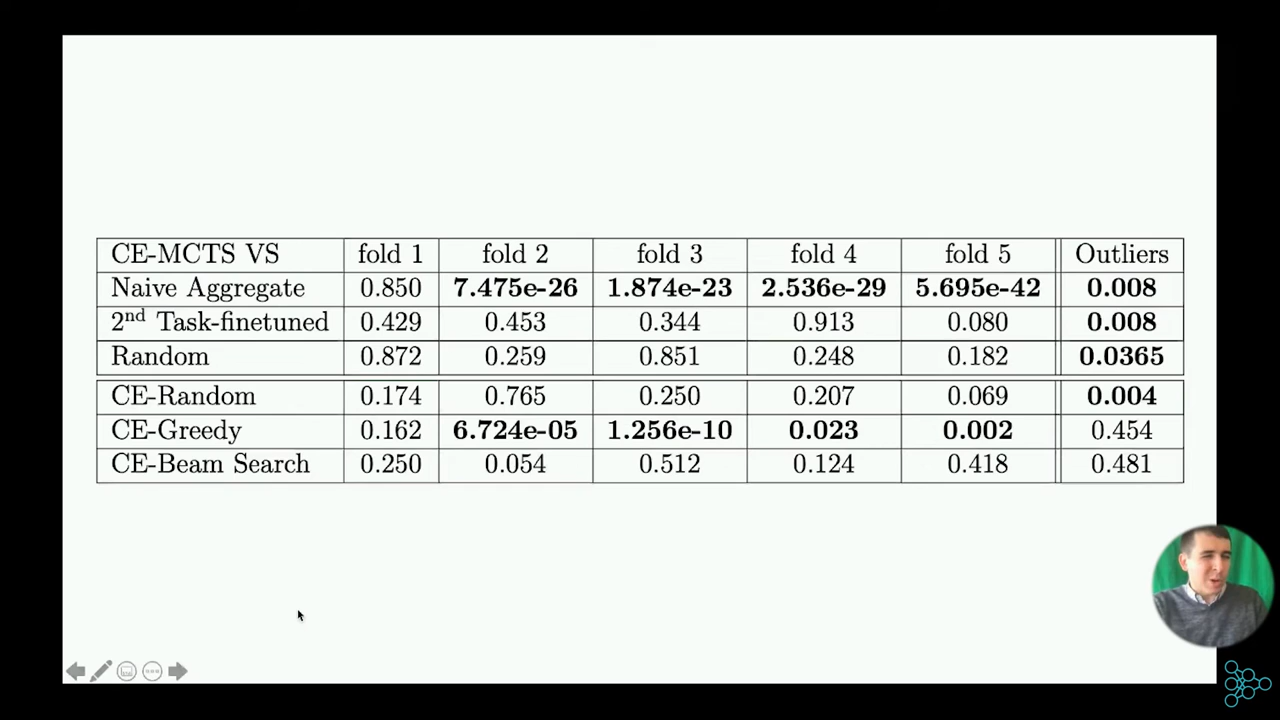 CE-MCTS VS fold 1 fold 2 fold 3 fold 4 fold 5 Outliers
Naive Aggregate 0.850 7.475e-26 1.874e-23 2.536e-29 5.695e-42 0.008
2nd Task-finetuned 0.429 0.453 0.344 0.913 0.080 0.008
Random 0.872 0.259 0.851 0.248 0.182 0.0365
CE-Random 0.174 0.765 0.250 0.207 0.069 0.004
CE-Greedy 0.162 6.724e-05 1.256e-10 0.023 0.002 0.454
CE-Beam Search 0.250 0.054 0.512 0.124 0.418 0.481